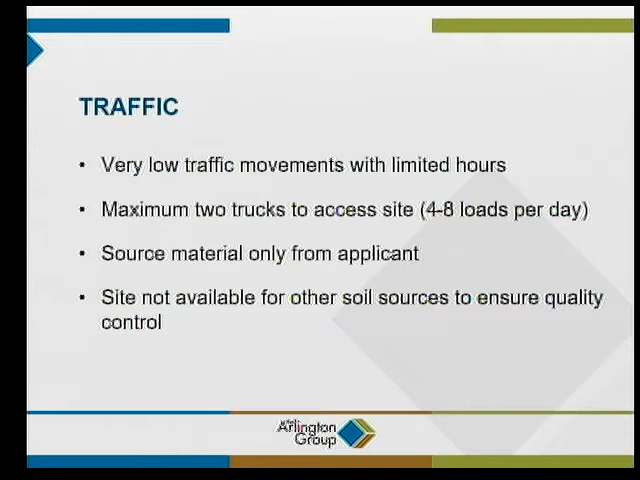 TRAFFIC
• Very low traffic movements with limited hours
• Maximum two trucks to access site (4-8 loads per day)
• Source material only from applicant
• Site not available for other soil sources to ensure quality
control
the
Arlington
Group